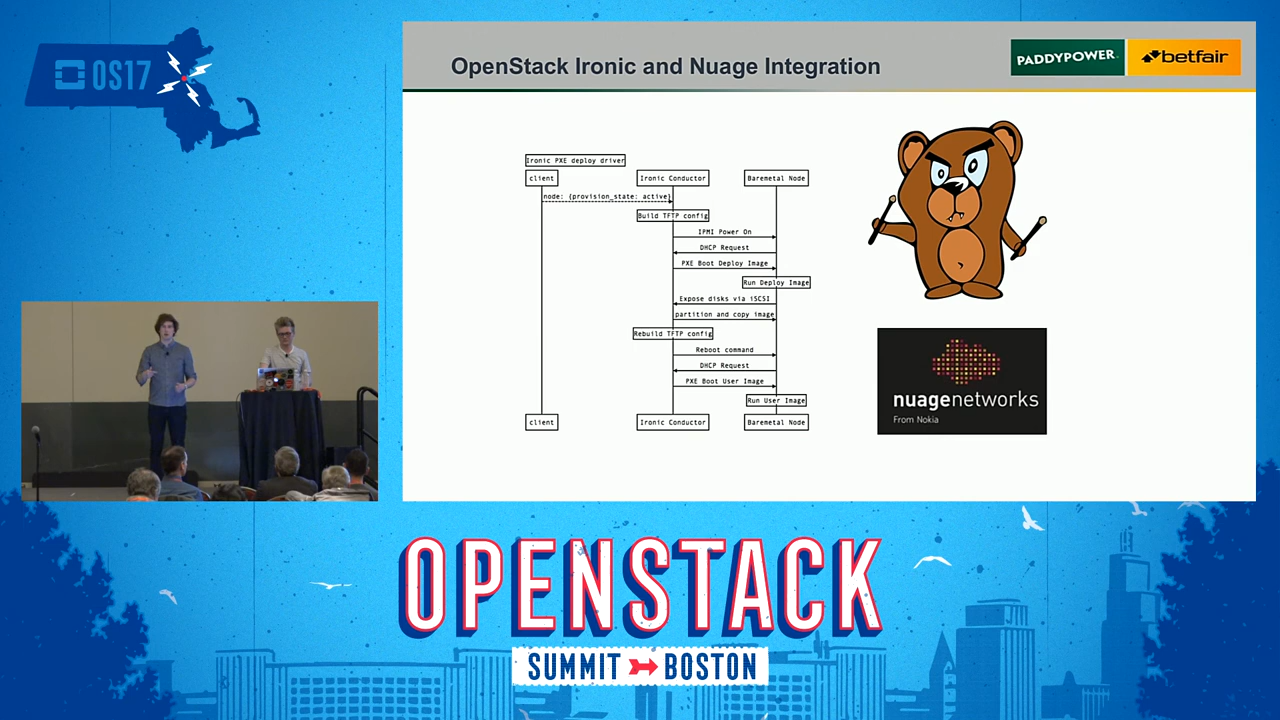 OS17
OpenStack Ironic and Nuage Integration
PADDYPOWER.
betfair
Ironic PXE deploy driver
client
Ironic Conductor
Baremetal Node
node: {provision_state: active}
Build TFTP config
IPMI Power On
DHCP Request
PXE Boot Deploy Image
Run Deploy Image
Expose disks via iSCSI
partition and copy image
Rebuild TFTP config
Reboot command
DHCP Request
PXE Boot User Image
Run User Image
client
Ironic Conductor
Baremetal Node
nuagenetworks
From Nokia
OPENSTACK
SUMMIT BOSTON